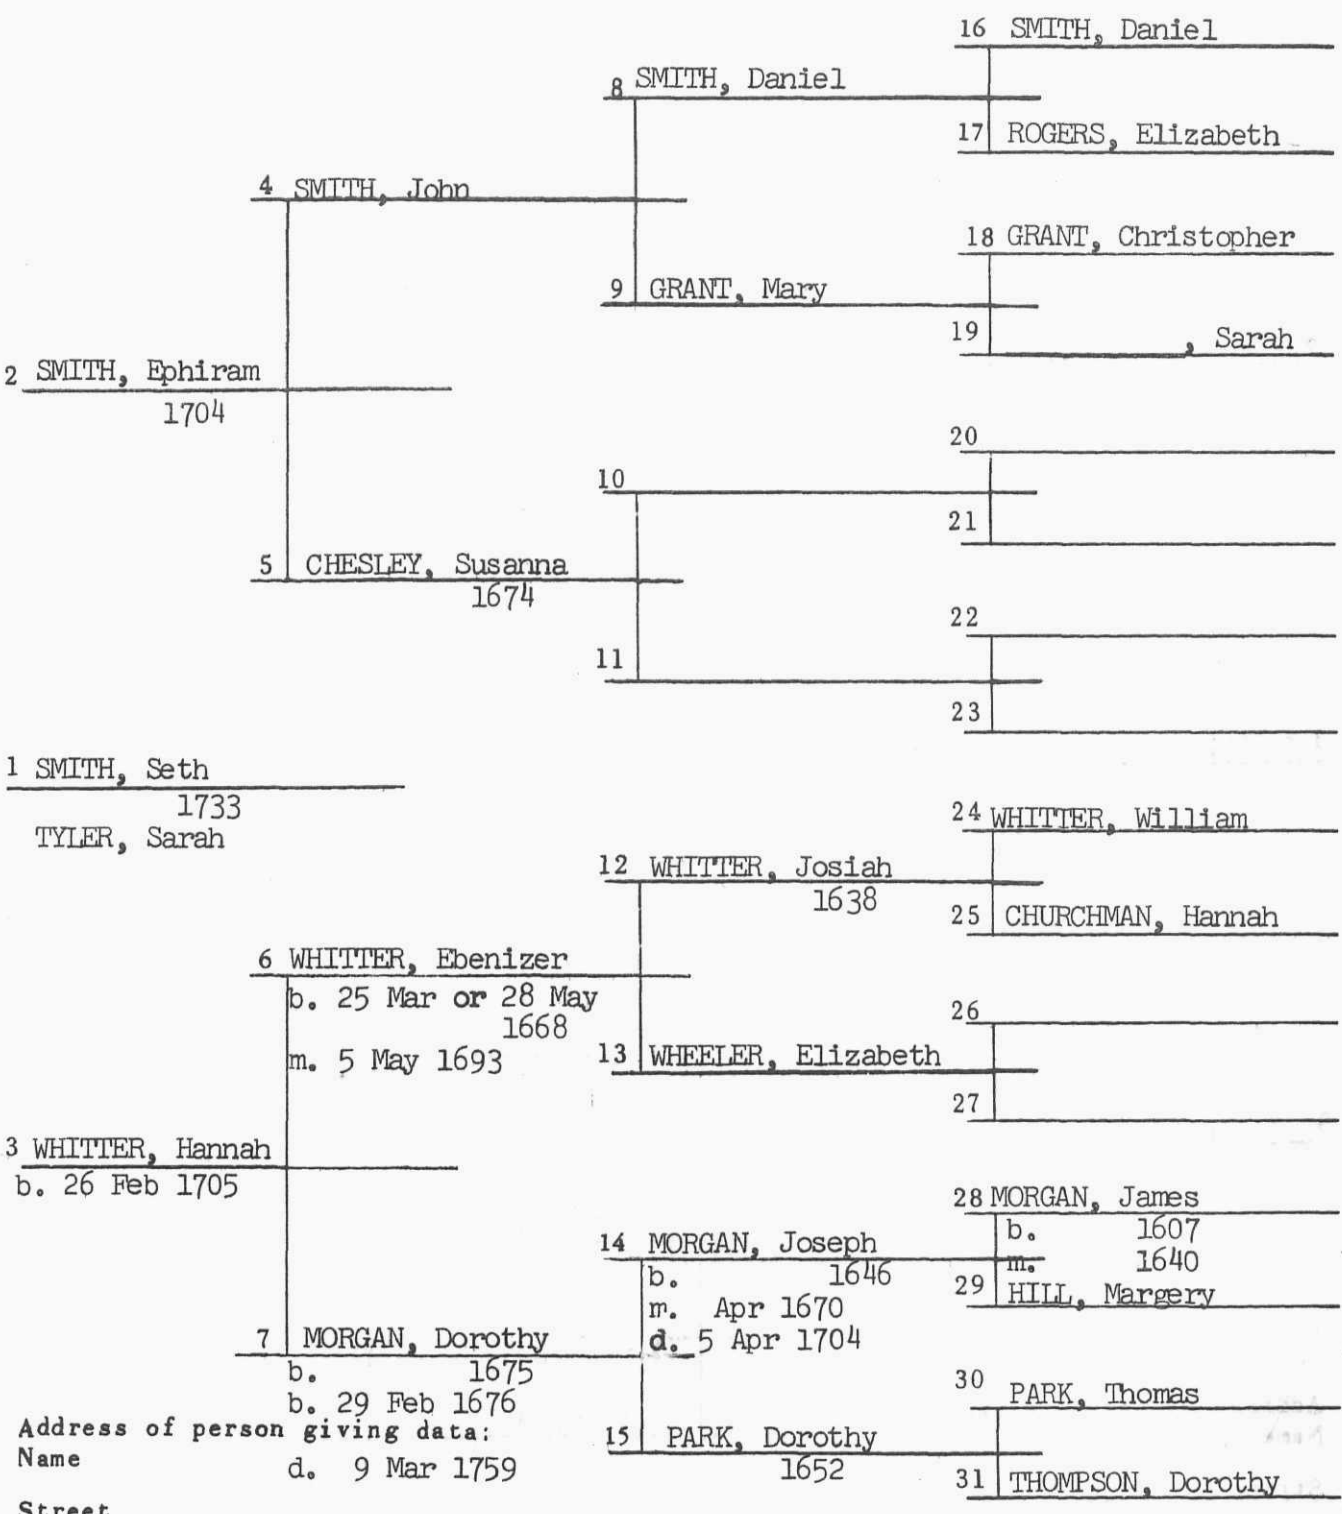 16 SMITH, Daniel
8 SMITH, Daniel
17 ROGERS, Elizabeth
4 SMITH, John
18 GRANT, Christopher
9 GRANT, Mary
19 , Sarah
2 SMITH, Ephiram
1704
20
10
21
5 CHESLEY, Susanna
1674
22
11
23
1 SMITH, Seth
1733
TYLER, Sarah
24 WHITTER, William
12 WHITTER, Josiah
1638
25 CHURCHMAN, Hannah
6 WHITTER, Ebenizer
b. 25 Mar or 28 May
1668
m. 5 May 1693
26
13 WHEELER, Elizabeth
27
3 WHITTER, Hannah
b. 26 Feb 1705
28 MORGAN, James
b. 1607
m. 1640
14 MORGAN, Joseph
b. 1646
m. Apr 1670
d. 5 Apr 1704
29 HILL, Margery
7 MORGAN, Dorothy
b. 1675
b. 29 Feb 1676
d. 9 Mar 1759
30 PARK, Thomas
15 PARK, Dorothy
1652
31 THOMPSON, Dorothy
Address of person giving data:
Name
Street